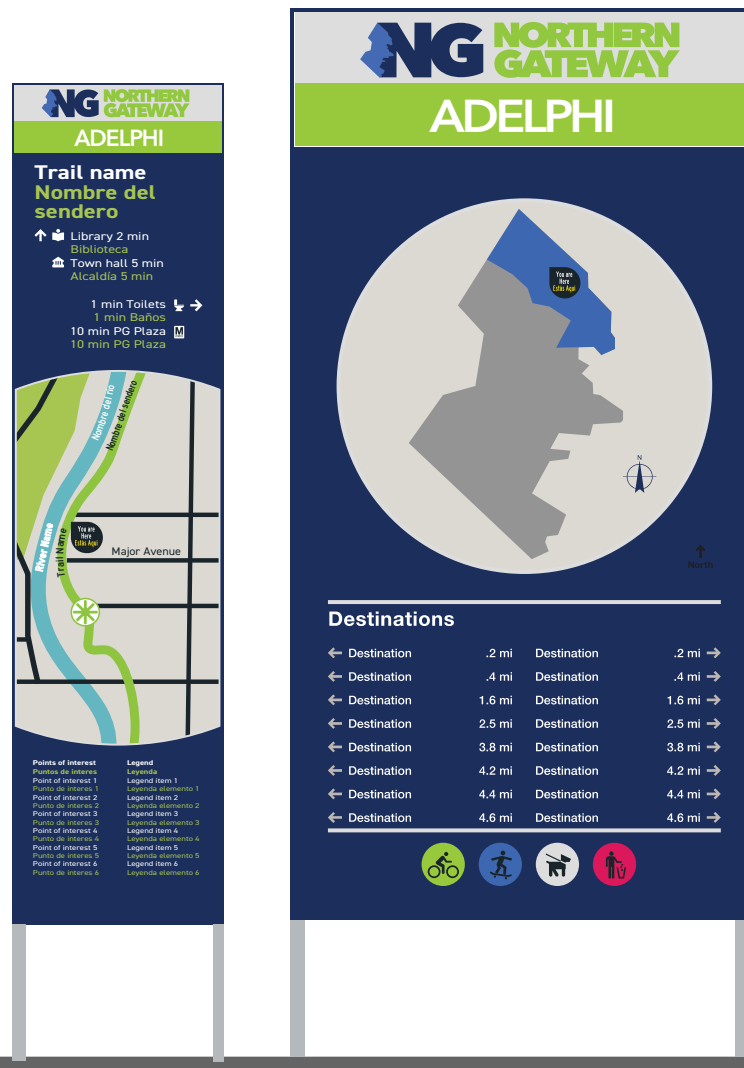 NG NORTHERN
GATEWAY
ADELPHI
Trail name
Nombre del
sendero
Library 2 min
Biblioteca
Town hall 5 min
Alcaldía 5 min
1 min Toilets
1 min Baños
10 min PG Plaza M
10 min PG Plaza
Nombre del rio
Nombre del sendero
River Name
Trail Name
You are
Here
Estás Aquí
Major Avenue
Points of interest
Puntos de interes
Point of interest 1
Punto de interes 1
Point of interest 2
Punto de interes 2
Point of interest 3
Punto de interes 3
Point of interest 4
Punto de interes 4
Point of interest 5
Punto de interes 5
Point of interest 6
Punto de interes 6
Legend
Leyenda
Legend item 1
Leyenda elemento 1
Legend item 2
Leyenda elemento 2
Legend item 3
Leyenda elemento 3
Legend item 4
Leyenda elemento 4
Legend item 5
Leyenda elemento 5
Legend item 6
Leyenda elemento 6
NG NORTHERN
GATEWAY
ADELPHI
You are
Here
Estás Aquí
N
North
Destinations
Destination .2 mi Destination .2 mi
Destination .4 mi Destination .4 mi
Destination 1.6 mi Destination 1.6 mi
Destination 2.5 mi Destination 2.5 mi
Destination 3.8 mi Destination 3.8 mi
Destination 4.2 mi Destination 4.2 mi
Destination 4.4 mi Destination 4.4 mi
Destination 4.6 mi Destination 4.6 mi